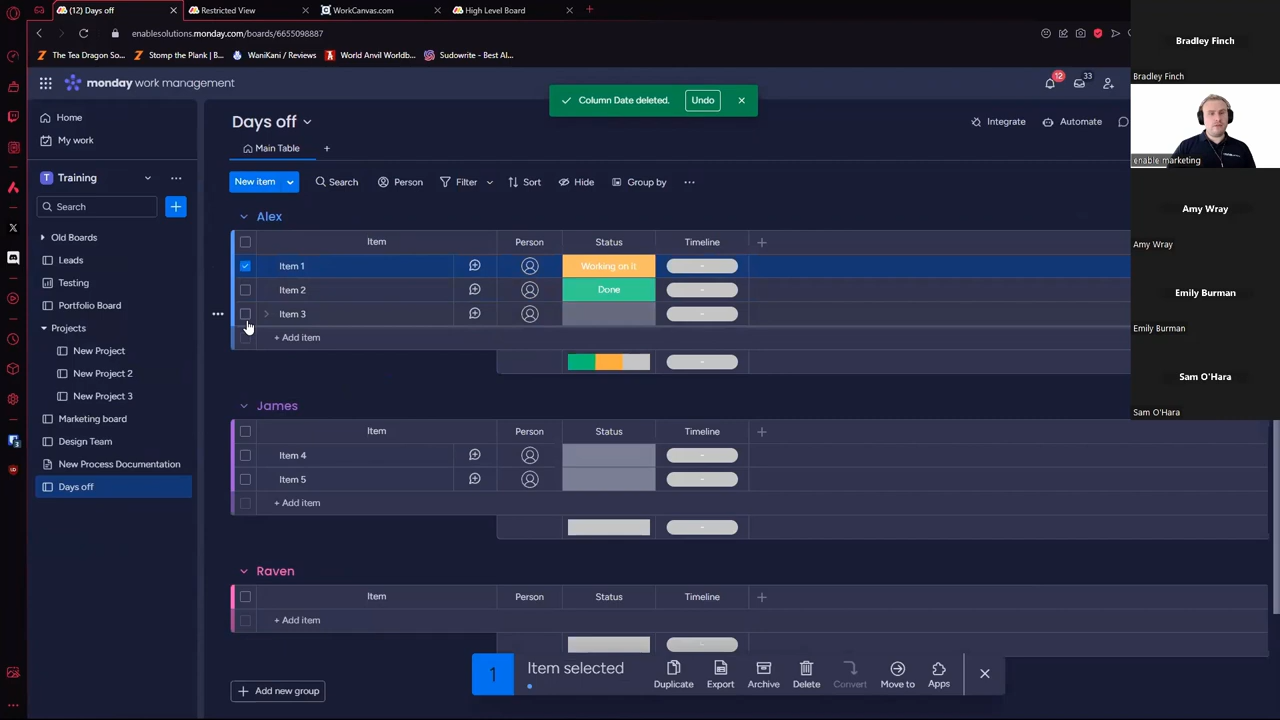 (12) Days off
Restricted View
WorkCanvas.com
High Level Board
enablesolutions.monday.com/boards/6655098887
The Tea Dragon So...
Stomp the Plank | B...
WaniKani / Reviews
World Anvil Worldb...
Sudowrite - Best AI...
monday work management
12
33
Column Date deleted.
Undo
Home
My work
T Training
Search
Old Boards
Leads
Testing
Portfolio Board
Projects
New Project
New Project 2
New Project 3
Marketing board
Design Team
New Process Documentation
Days off
Days off
Integrate
Automate
Main Table
New item
Search
Person
Filter
Sort
Hide
Group by
Alex
Item Person Status Timeline
Item 1 Working on it -
Item 2 Done -
Item 3 -
+ Add item
-
James
Item Person Status Timeline
Item 4 -
Item 5 -
+ Add item
-
Raven
Item Person Status Timeline
+ Add item
-
Add new group
1
Item selected
Duplicate
Export
Archive
Delete
Convert
Move to
Apps
Bradley Finch
Bradley Finch
enable marketing
Amy Wray
Amy Wray
Emily Burman
Emily Burman
Sam O'Hara
Sam O'Hara